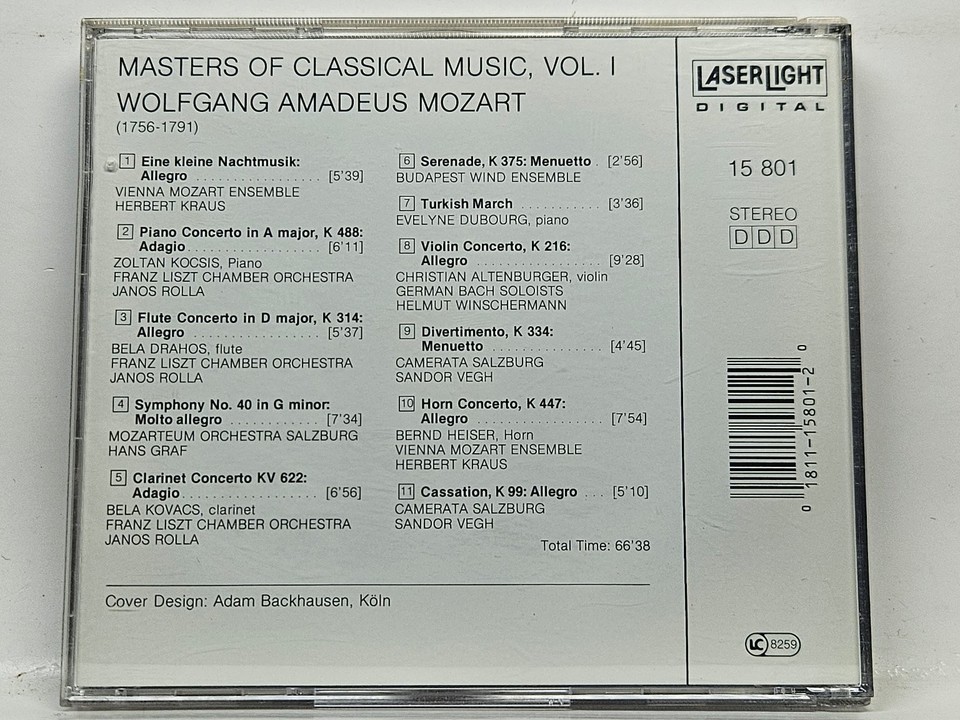 MASTERS OF CLASSICAL MUSIC, VOL. I
WOLFGANG AMADEUS MOZART
(1756-1791)
1 Eine kleine Nachtmusik:
Allegro .................. [5'39]
VIENNA MOZART ENSEMBLE
HERBERT KRAUS
2 Piano Concerto in A major, K 488:
Adagio.................. [6'11]
ZOLTAN KOCSIS, Piano
FRANZ LISZT CHAMBER ORCHESTRA
JANOS ROLLA
3 Flute Concerto in D major, K 314:
Allegro .................. [5'37]
BELA DRAHOS, flute
FRANZ LISZT CHAMBER ORCHESTRA
JANOS ROLLA
4 Symphony No. 40 in G minor:
Molto allegro ............ [7'34]
MOZARTEUM ORCHESTRA SALZBURG
HANS GRAF
5 Clarinet Concerto KV 622:
Adagio.................. [6'56]
BELA KOVACS, clarinet
FRANZ LISZT CHAMBER ORCHESTRA
JANOS ROLLA
6 Serenade, K 375: Menuetto . [2'56]
BUDAPEST WIND ENSEMBLE
7 Turkish March ........... [3'36]
EVELYNE DUBOURG, piano
8 Violin Concerto, K 216:
Allegro .................. [9'28]
CHRISTIAN ALTENBURGER, violin
GERMAN BACH SOLOISTS
HELMUT WINSCHERMANN
9 Divertimento, K 334:
Menuetto ................ [4'45]
CAMERATA SALZBURG
SANDOR VEGH
10 Horn Concerto, K 447:
Allegro .................. [7'54]
BERND HEISER, Horn
VIENNA MOZART ENSEMBLE
HERBERT KRAUS
11 Cassation, K 99: Allegro ... [5'10]
CAMERATA SALZBURG
SANDOR VEGH
Total Time: 66'38
Cover Design: Adam Backhausen, Köln
LASERLIGHT
DIGITAL
15 801
STEREO
DDD
0 1811-15801-2 0
LC 8259